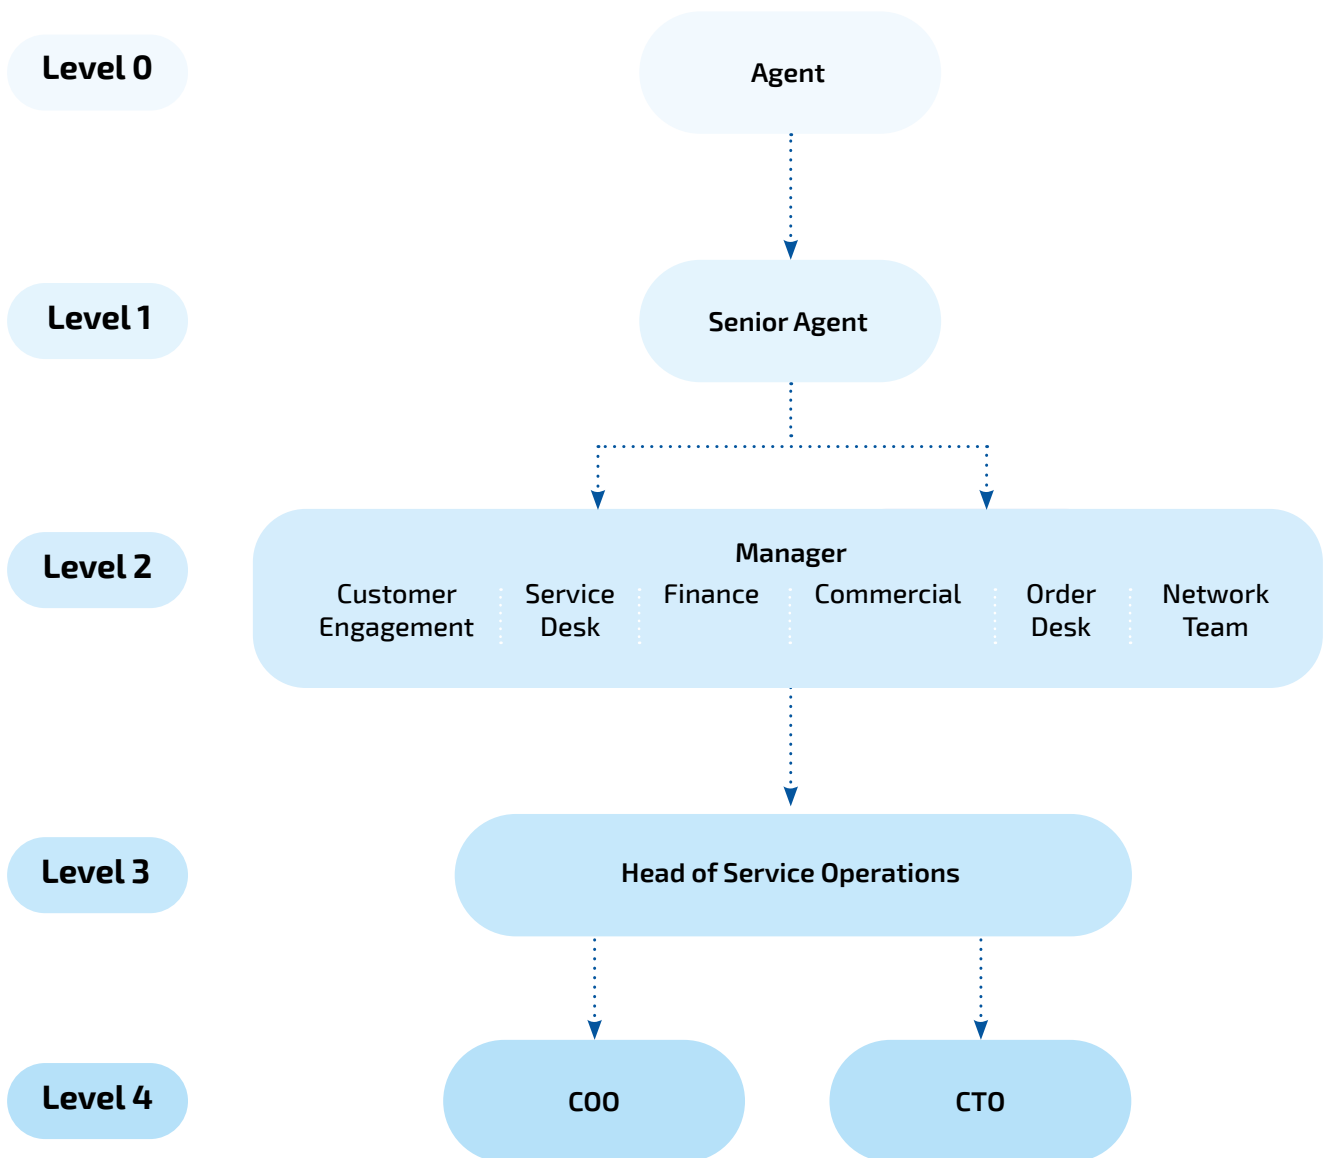 Level 0
Agent
Level 1
Senior Agent
Level 2
Manager
Customer Engagement
Service Desk
Finance
Commercial
Order Desk
Network Team
Level 3
Head of Service Operations
Level 4
COO
CTO